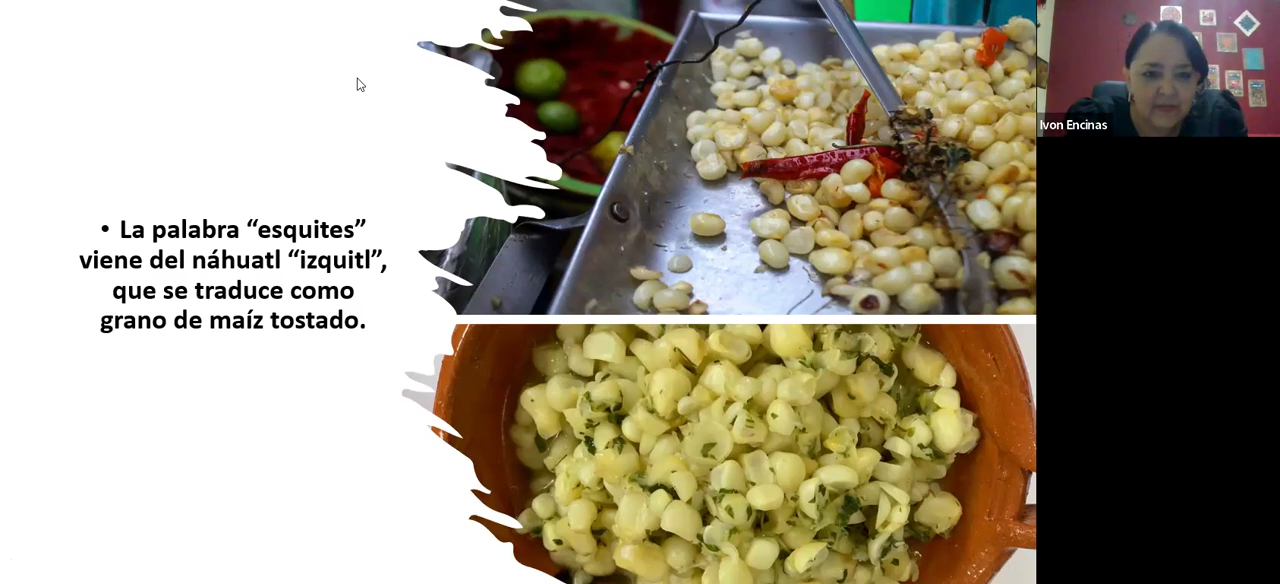 • La palabra “esquites”
viene del náhuatl “izquitl”,
que se traduce como
grano de maíz tostado.
Ivon Encinas